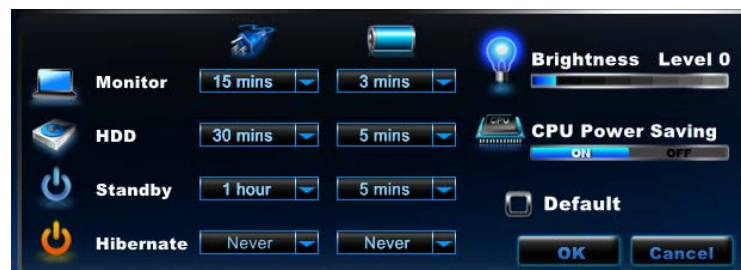 Monitor 15 mins 3 mins
HDD 30 mins 5 mins
Standby 1 hour 5 mins
Hibernate Never Never
Brightness Level 0
CPU
CPU Power Saving
ON OFF
Default
OK Cancel